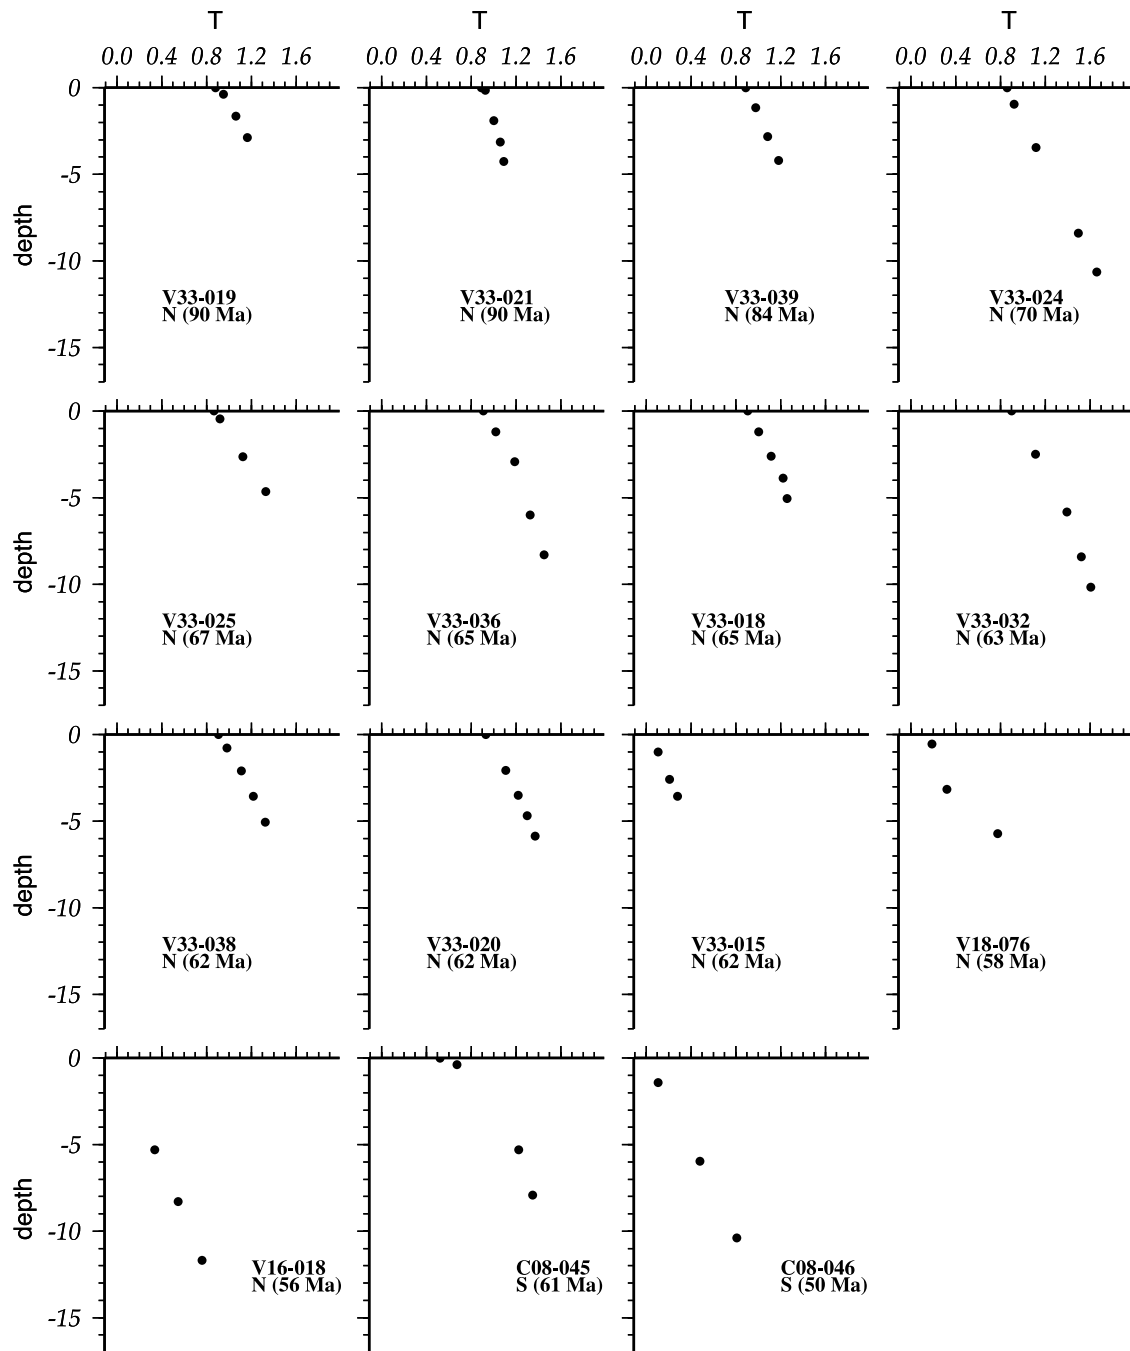 T T T T
0.0 0.4 0.8 1.2 1.6 0.0 0.4 0.8 1.2 1.6 0.0 0.4 0.8 1.2 1.6 0.0 0.4 0.8 1.2 1.6
0
-5
-10
-15
depth
V33-019
N (90 Ma)
V33-021
N (90 Ma)
V33-039
N (84 Ma)
V33-024
N (70 Ma)
0
-5
-10
-15
depth
V33-025
N (67 Ma)
V33-036
N (65 Ma)
V33-018
N (65 Ma)
V33-032
N (63 Ma)
0
-5
-10
-15
depth
V33-038
N (62 Ma)
V33-020
N (62 Ma)
V33-015
N (62 Ma)
V18-076
N (58 Ma)
0
-5
-10
-15
depth
V16-018
N (56 Ma)
C08-045
S (61 Ma)
C08-046
S (50 Ma)